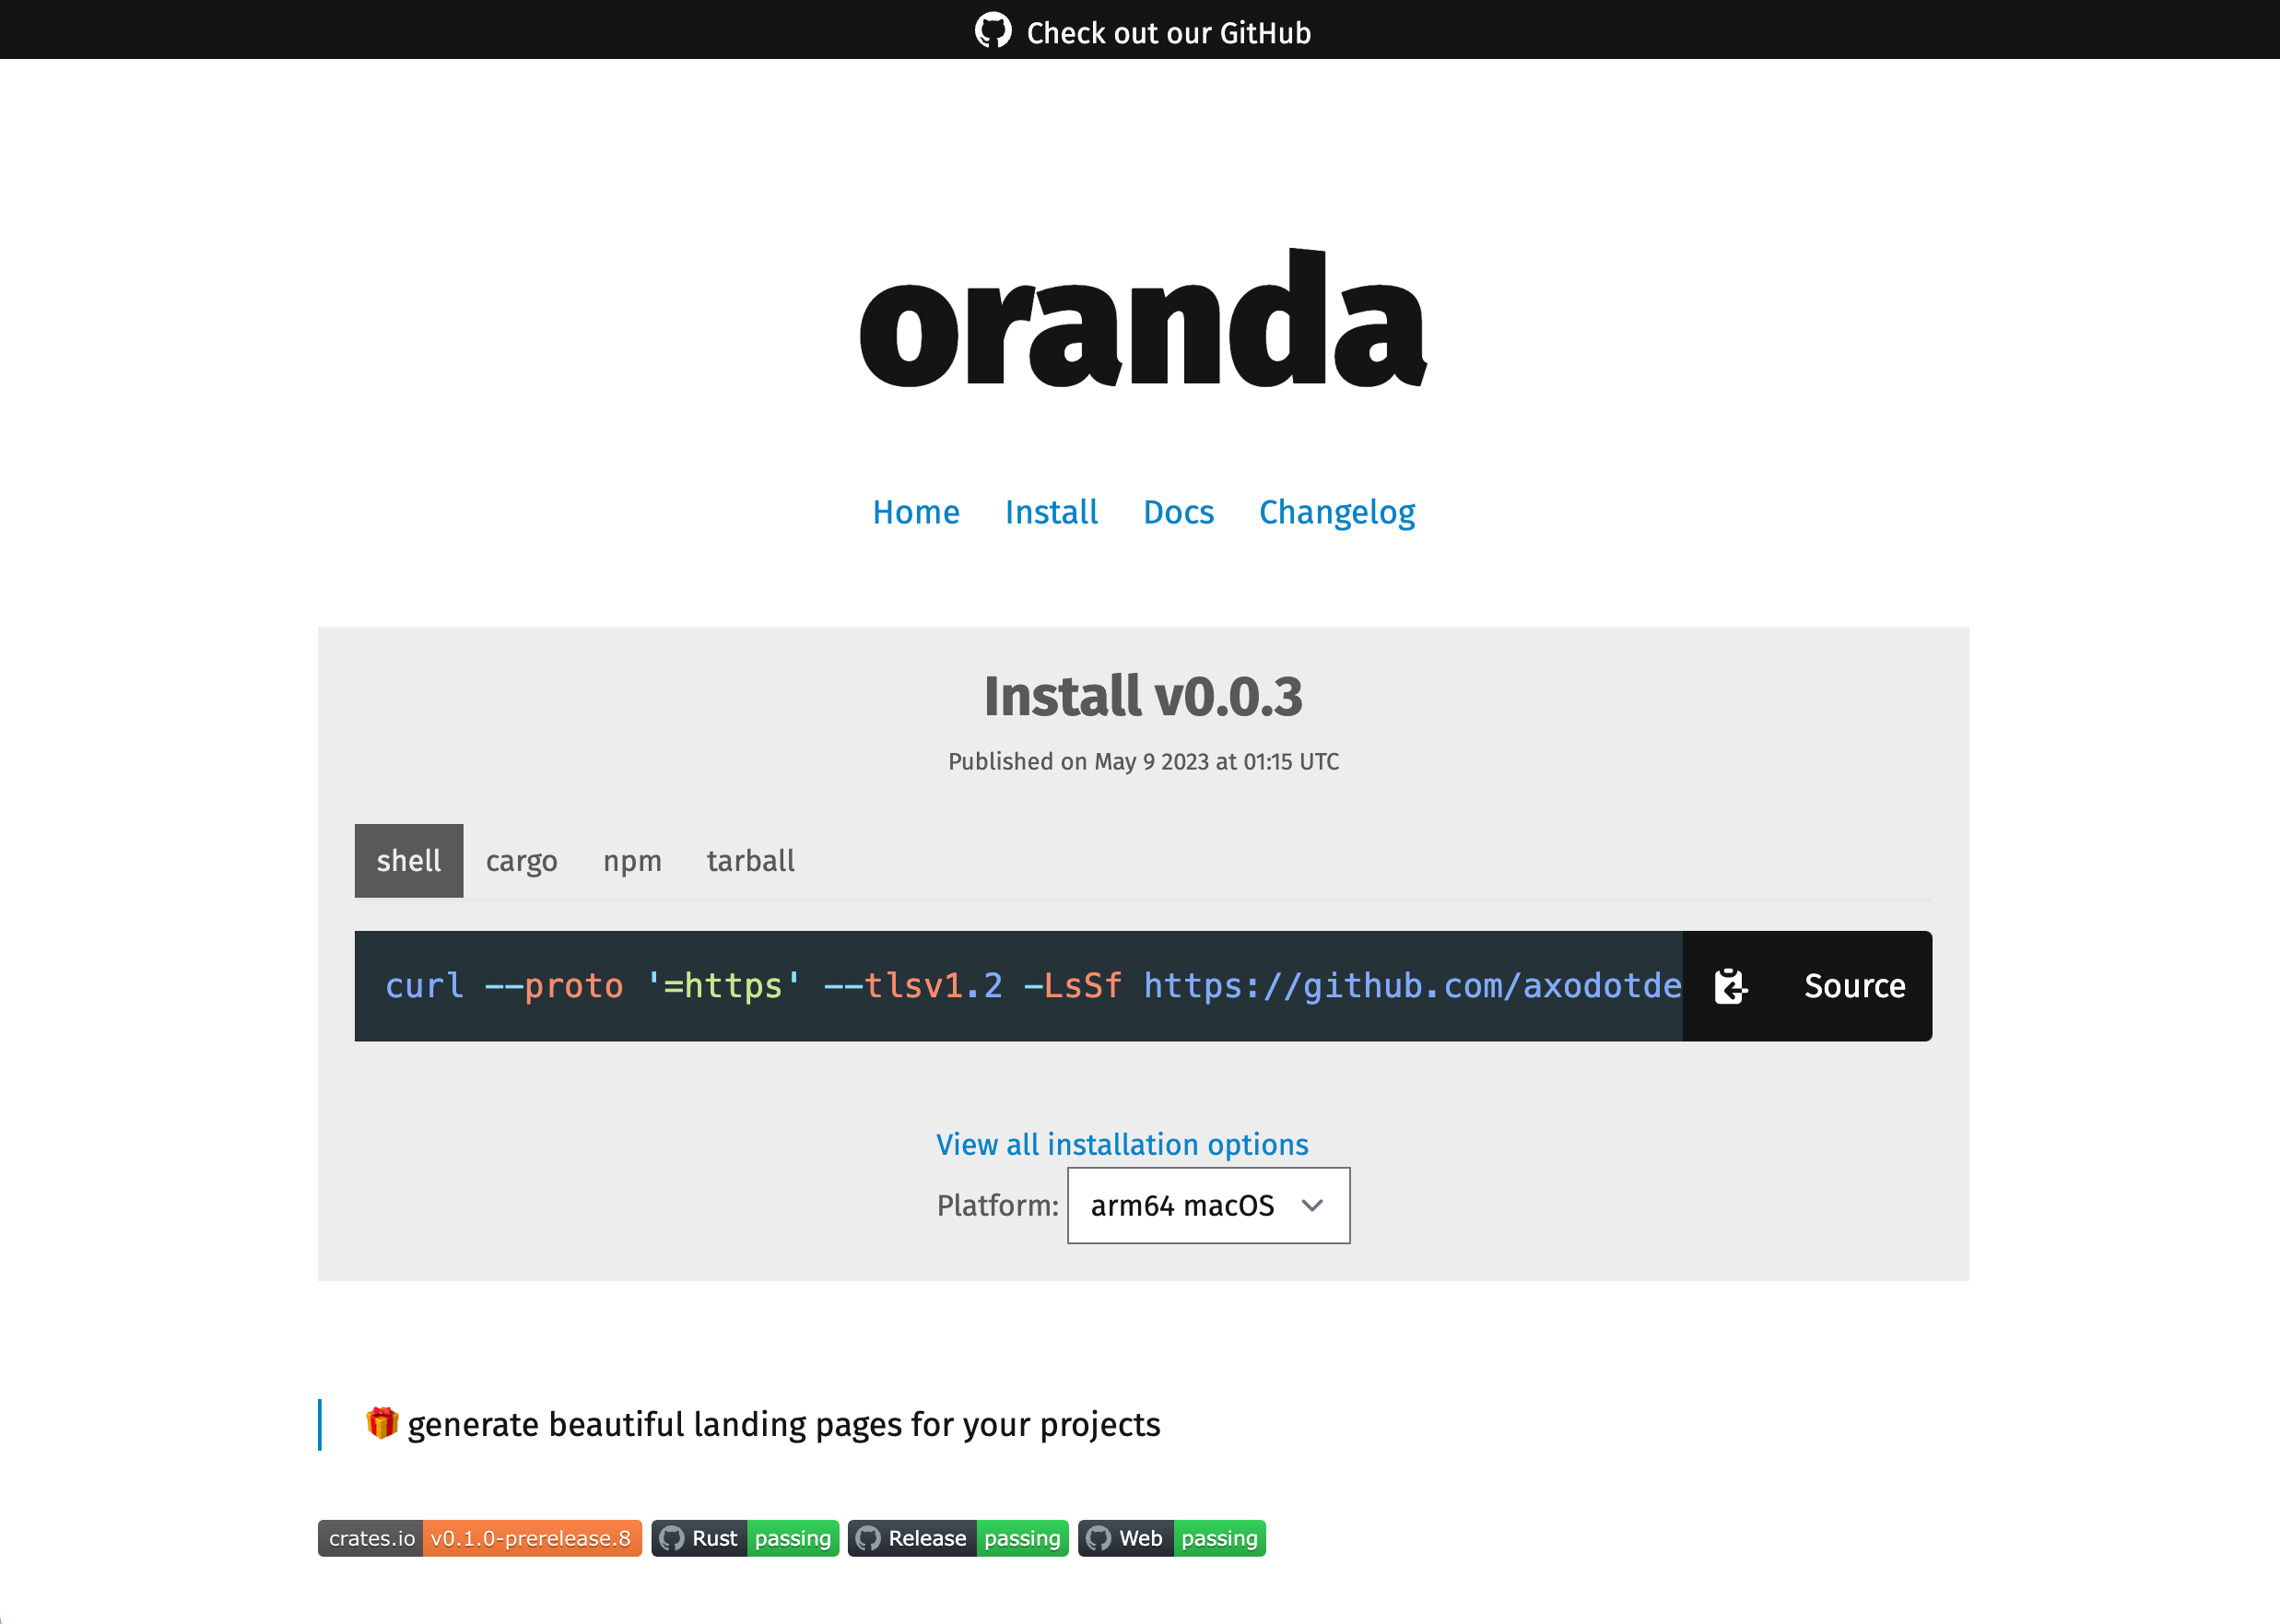 Check out our GitHub
oranda
Home Install Docs Changelog
Install v0.0.3
Published on May 9 2023 at 01:15 UTC
shell cargo npm tarball
curl --proto '=https' --tlsv1.2 -LsSf https://github.com/axodotde
Source
View all installation options
Platform: arm64 macOS
🎁 generate beautiful landing pages for your projects
crates.io v0.1.0-prerelease.8 Rust passing Release passing Web passing